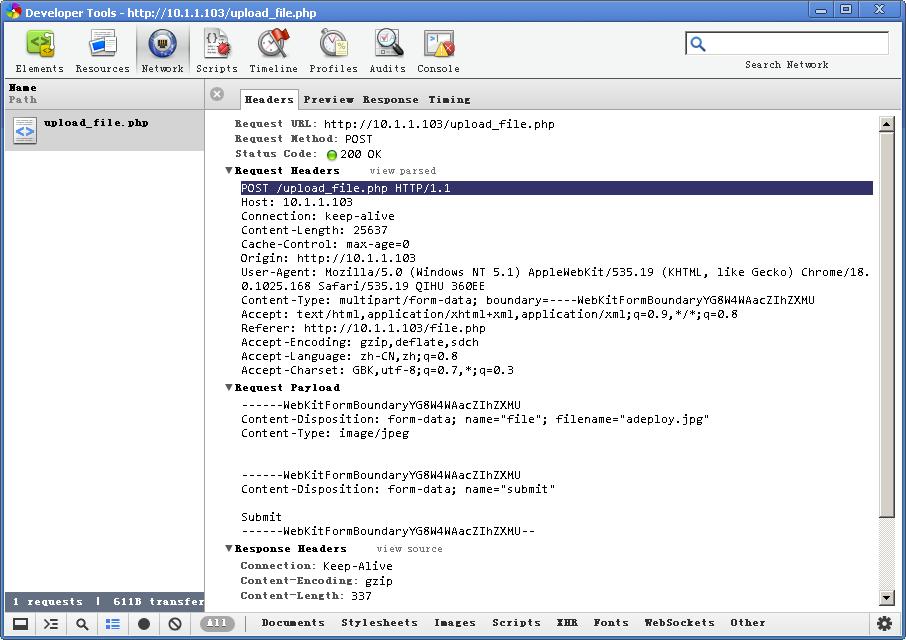 Developer Tools - http://10.1.1.103/upload_file.php
Elements Resources Network Scripts Timeline Profiles Audits Console
Search Network
Name
Path
Headers Preview Response Timing
upload_file.php
Request URL: http://10.1.1.103/upload_file.php
Request Method: POST
Status Code: 200 OK
▼Request Headers view parsed
POST /upload_file.php HTTP/1.1
Host: 10.1.1.103
Connection: keep-alive
Content-Length: 25637
Cache-Control: max-age=0
Origin: http://10.1.1.103
User-Agent: Mozilla/5.0 (Windows NT 5.1) AppleWebKit/535.19 (KHTML, like Gecko) Chrome/18.
0.1025.168 Safari/535.19 QIHU 360EE
Content-Type: multipart/form-data; boundary=----WebKitFormBoundaryYG8W4WAacZIhZXMU
Accept: text/html,application/xhtml+xml,application/xml;q=0.9,*/*;q=0.8
Referer: http://10.1.1.103/file.php
Accept-Encoding: gzip,deflate,sdch
Accept-Language: zh-CN,zh;q=0.8
Accept-Charset: GBK,utf-8;q=0.7,*;q=0.3
▼Request Payload
------WebKitFormBoundaryYG8W4WAacZIhZXMU
Content-Disposition: form-data; name="file"; filename="adeploy.jpg"
Content-Type: image/jpeg
------WebKitFormBoundaryYG8W4WAacZIhZXMU
Content-Disposition: form-data; name="submit"
Submit
------WebKitFormBoundaryYG8W4WAacZIhZXMU--
▼Response Headers view source
Connection: Keep-Alive
Content-Encoding: gzip
Content-Length: 337
1 requests | 611B transfer
All Documents Stylesheets Images Scripts XHR Fonts WebSockets Other